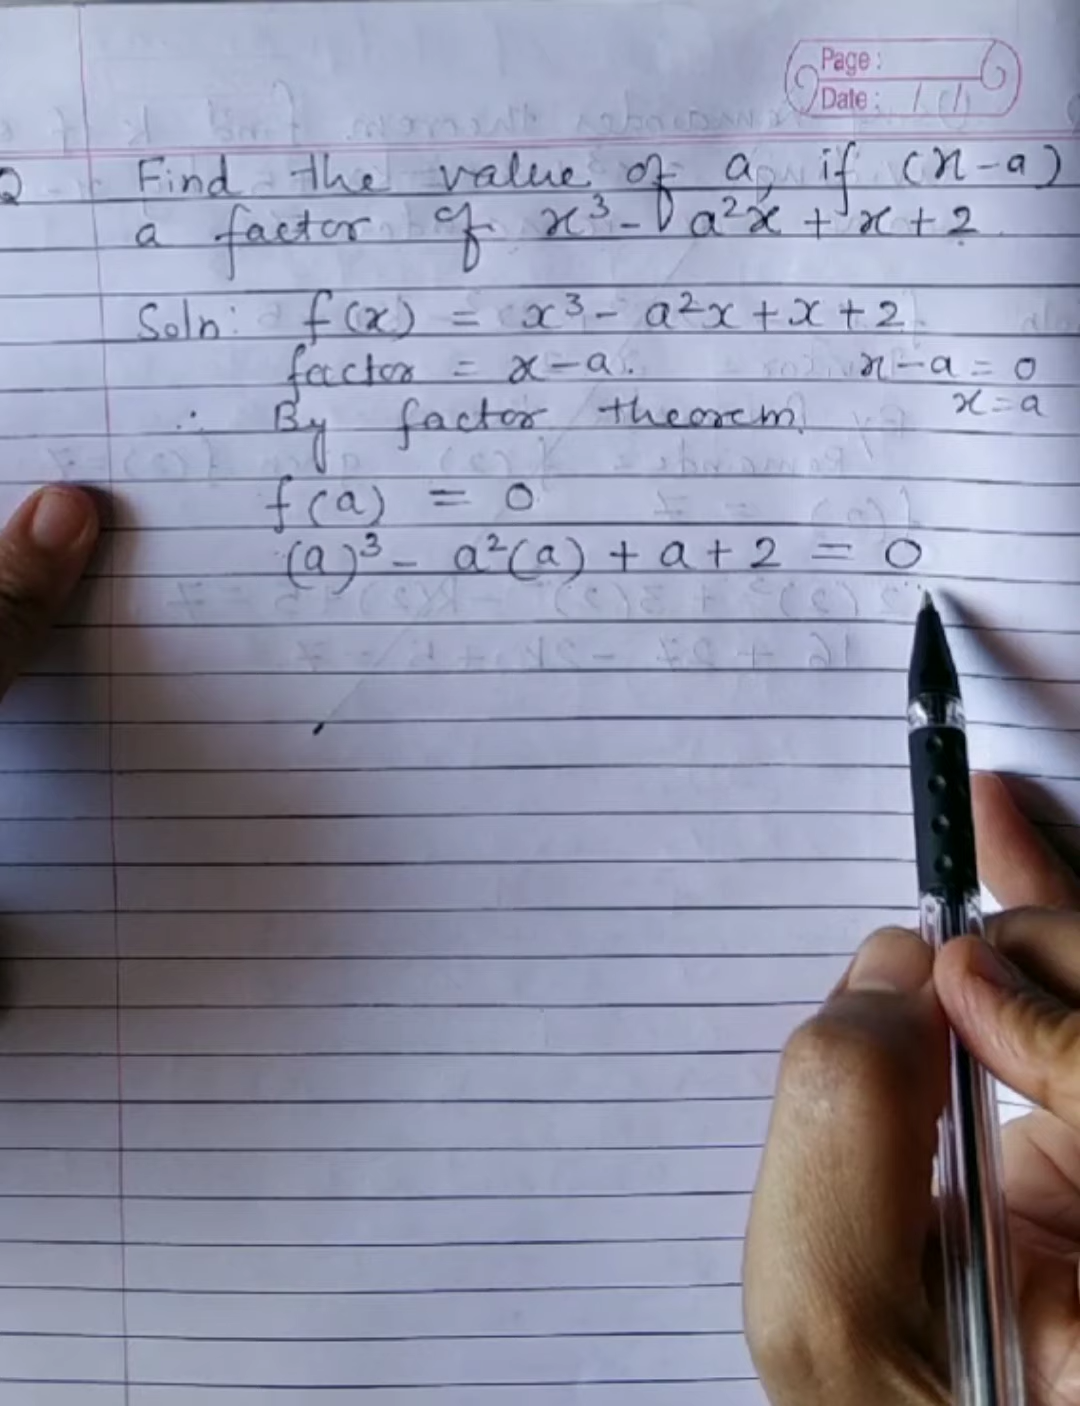 Page :
Date :
Q Find the value of a, if (x-a)
a factor of x³ - a²x + x + 2
Soln: f(x) = x³ - a²x + x + 2
factor = x-a. x-a = 0
x = a
∴ By factor theorem
f(a) = 0
(a)³ - a²(a) + a + 2 = 0